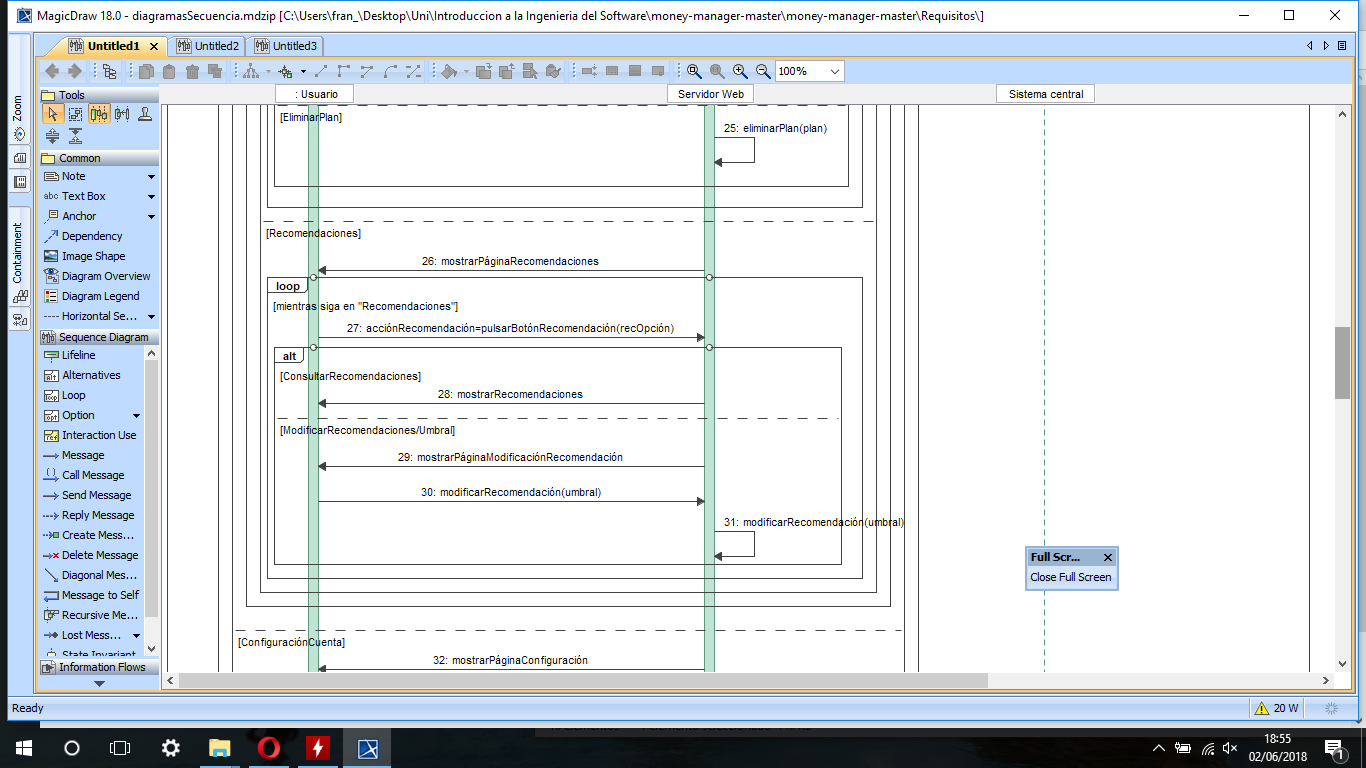 MagicDraw 18.0 - diagramasSecuencia.mdzip [C:\Users\fran_\Desktop\Uni\Introduccion a la Ingenieria del Software\money-manager-master\money-manager-master\Requisitos\]
Untitled1
Untitled2
Untitled3
100%
Zoom
Containment
Tools
Common
Note
abc Text Box
Anchor
Dependency
Image Shape
Diagram Overview
Diagram Legend
Horizontal Se...
Sequence Diagram
Lifeline
Alternatives
Loop
Option
Interaction Use
Message
Call Message
Send Message
Reply Message
Create Mess...
Delete Message
Diagonal Mes...
Message to Self
Recursive Me...
Lost Mess...
State Invariant
Information Flows
: Usuario
Servidor Web
Sistema central
[EliminarPlan]
25: eliminarPlan(plan)
[Recomendaciones]
26: mostrarPáginaRecomendaciones
loop
[mientras siga en "Recomendaciones"]
27: acciónRecomendación=pulsarBotónRecomendación(recOpción)
alt
[ConsultarRecomendaciones]
28: mostrarRecomendaciones
[ModificarRecomendaciones/Umbral]
29: mostrarPáginaModificaciónRecomendación
30: modificarRecomendación(umbral)
31: modificarRecomendación(umbral)
[ConfiguraciónCuenta]
32: mostrarPáginaConfiguración
Full Scr...
Close Full Screen
Ready
20 W
18:55
02/06/2018
1